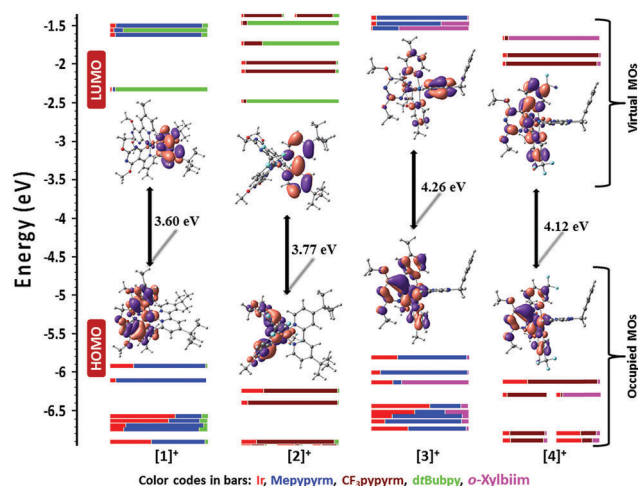 -1.5
-2
-2.5
-3
-3.5
-4
-4.5
-5
-5.5
-6
-6.5
Energy (eV)
LUMO
HOMO
3.60 eV
3.77 eV
4.26 eV
4.12 eV
Virtual MOs
Occupied MOs
[1]⁺ [2]⁺ [3]⁺ [4]⁺
Color codes in bars: Ir, Mepypyrm, CF₃pypyrm, dtBubpy, o-Xylbiim